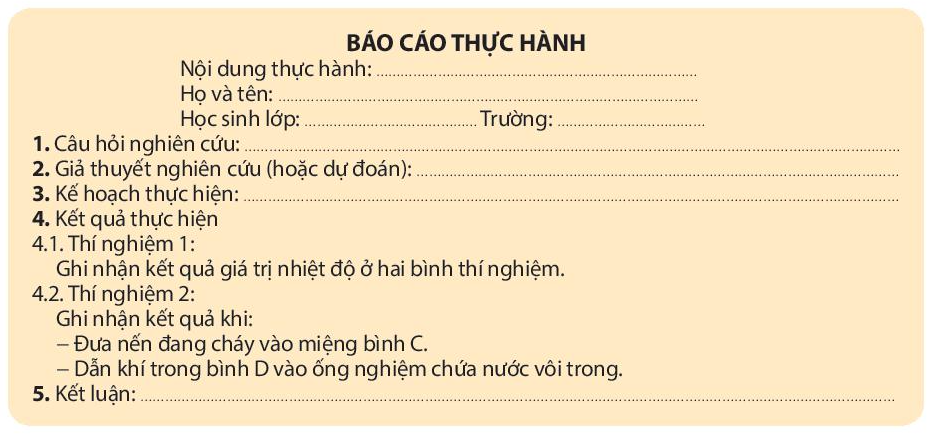 BÁO CÁO THỰC HÀNH
Nội dung thực hành: ................................................................................
Họ và tên: .........................................................................................................
Học sinh lớp: ........................................... Trường: .....................................
1. Câu hỏi nghiên cứu: ....................................................................................................................................................................
2. Giả thuyết nghiên cứu (hoặc dự đoán): .........................................................................................................................
3. Kế hoạch thực hiện: ....................................................................................................................................................................
4. Kết quả thực hiện
4.1. Thí nghiệm 1:
Ghi nhận kết quả giá trị nhiệt độ ở hai bình thí nghiệm.
4.2. Thí nghiệm 2:
Ghi nhận kết quả khi:
– Đưa nến đang cháy vào miệng bình C.
– Dẫn khí trong bình D vào ống nghiệm chứa nước vôi trong.
5. Kết luận: ..............................................................................................................................................................................................